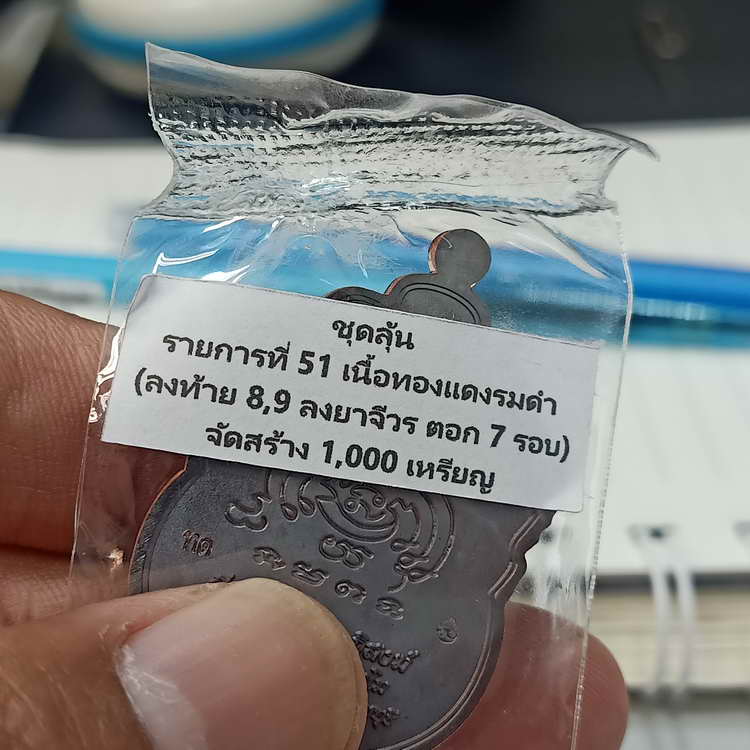 ชุดลุ้น
รายการที่ 51 เนื้อทองแดงรมดำ
(ลงท้าย 8,9 ลงยาจีวร ตอก 7 รอบ)
จัดสร้าง 1,000 เหรียญ